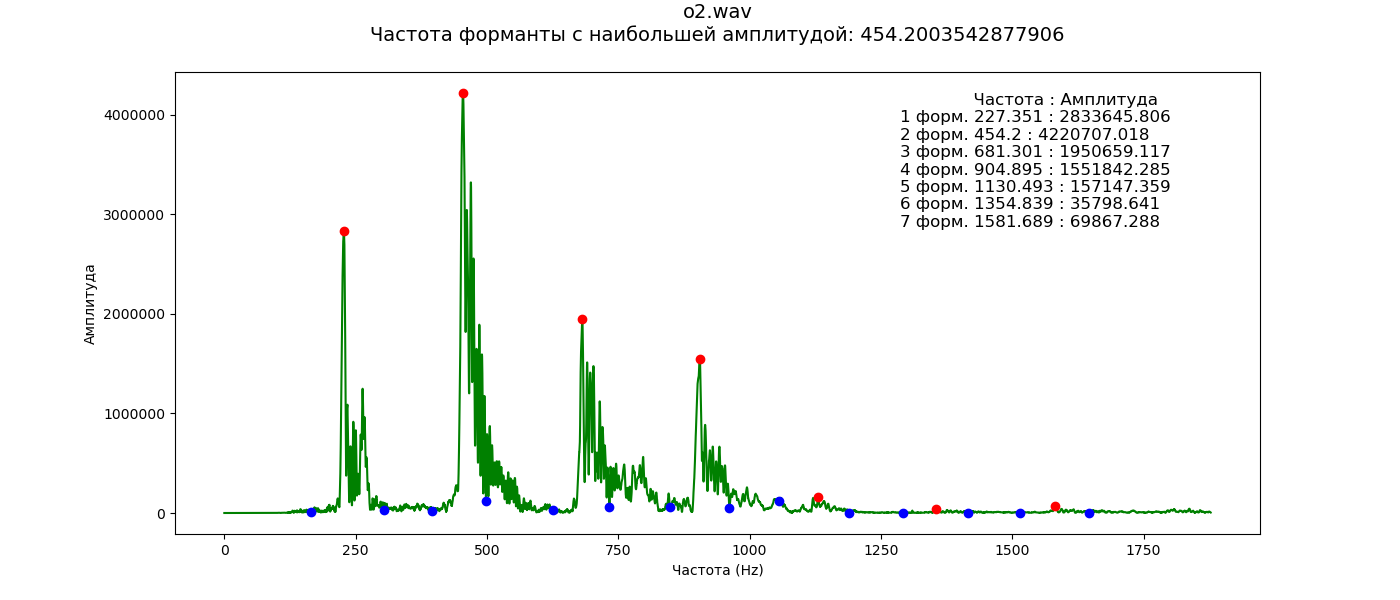 o2.wav
Частота форманты с наибольшей амплитудой: 454.2003542877906
Частота : Амплитуда
1 форм. 227.351 : 2833645.806
2 форм. 454.2 : 4220707.018
3 форм. 681.301 : 1950659.117
4 форм. 904.895 : 1551842.285
5 форм. 1130.493 : 157147.359
6 форм. 1354.839 : 35798.641
7 форм. 1581.689 : 69867.288
Амплитуда
4000000
3000000
2000000
1000000
0
0 250 500 750 1000 1250 1500 1750
Частота (Hz)